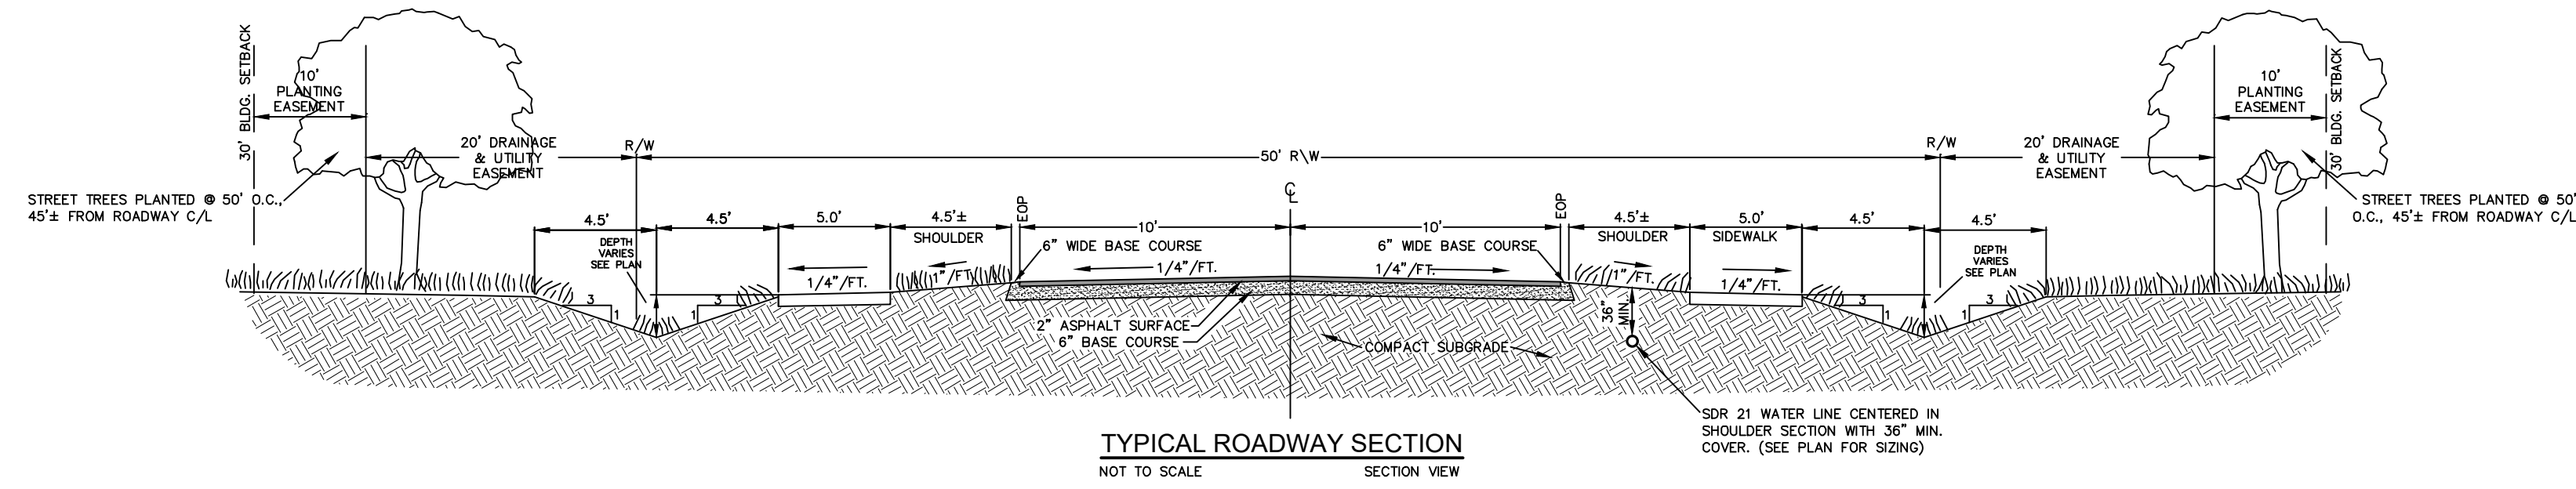 30' BLDG. SETBACK
10'
PLANTING
EASEMENT
20' DRAINAGE
& UTILITY
EASEMENT
R/W
50' R\W
R/W
20' DRAINAGE
& UTILITY
EASEMENT
10'
PLANTING
EASEMENT
30' BLDG. SETBACK
STREET TREES PLANTED @ 50' O.C.,
45'± FROM ROADWAY C/L
STREET TREES PLANTED @ 50'
O.C., 45'± FROM ROADWAY C/L
4.5'
4.5'
5.0'
4.5'±
SHOULDER
EOP
10'
CL
10'
EOP
4.5'±
SHOULDER
5.0'
SIDEWALK
4.5'
4.5'
DEPTH
VARIES
SEE PLAN
6" WIDE BASE COURSE
6" WIDE BASE COURSE
DEPTH
VARIES
SEE PLAN
1/4"/FT.
1"/FT.
1/4"/FT.
1/4"/FT.
1"/FT.
1/4"/FT.
3
1
3
1
3
1
3
1
36"
MIN.
2" ASPHALT SURFACE
6" BASE COURSE
COMPACT SUBGRADE
SDR 21 WATER LINE CENTERED IN
SHOULDER SECTION WITH 36" MIN.
COVER. (SEE PLAN FOR SIZING)
TYPICAL ROADWAY SECTION
NOT TO SCALE
SECTION VIEW